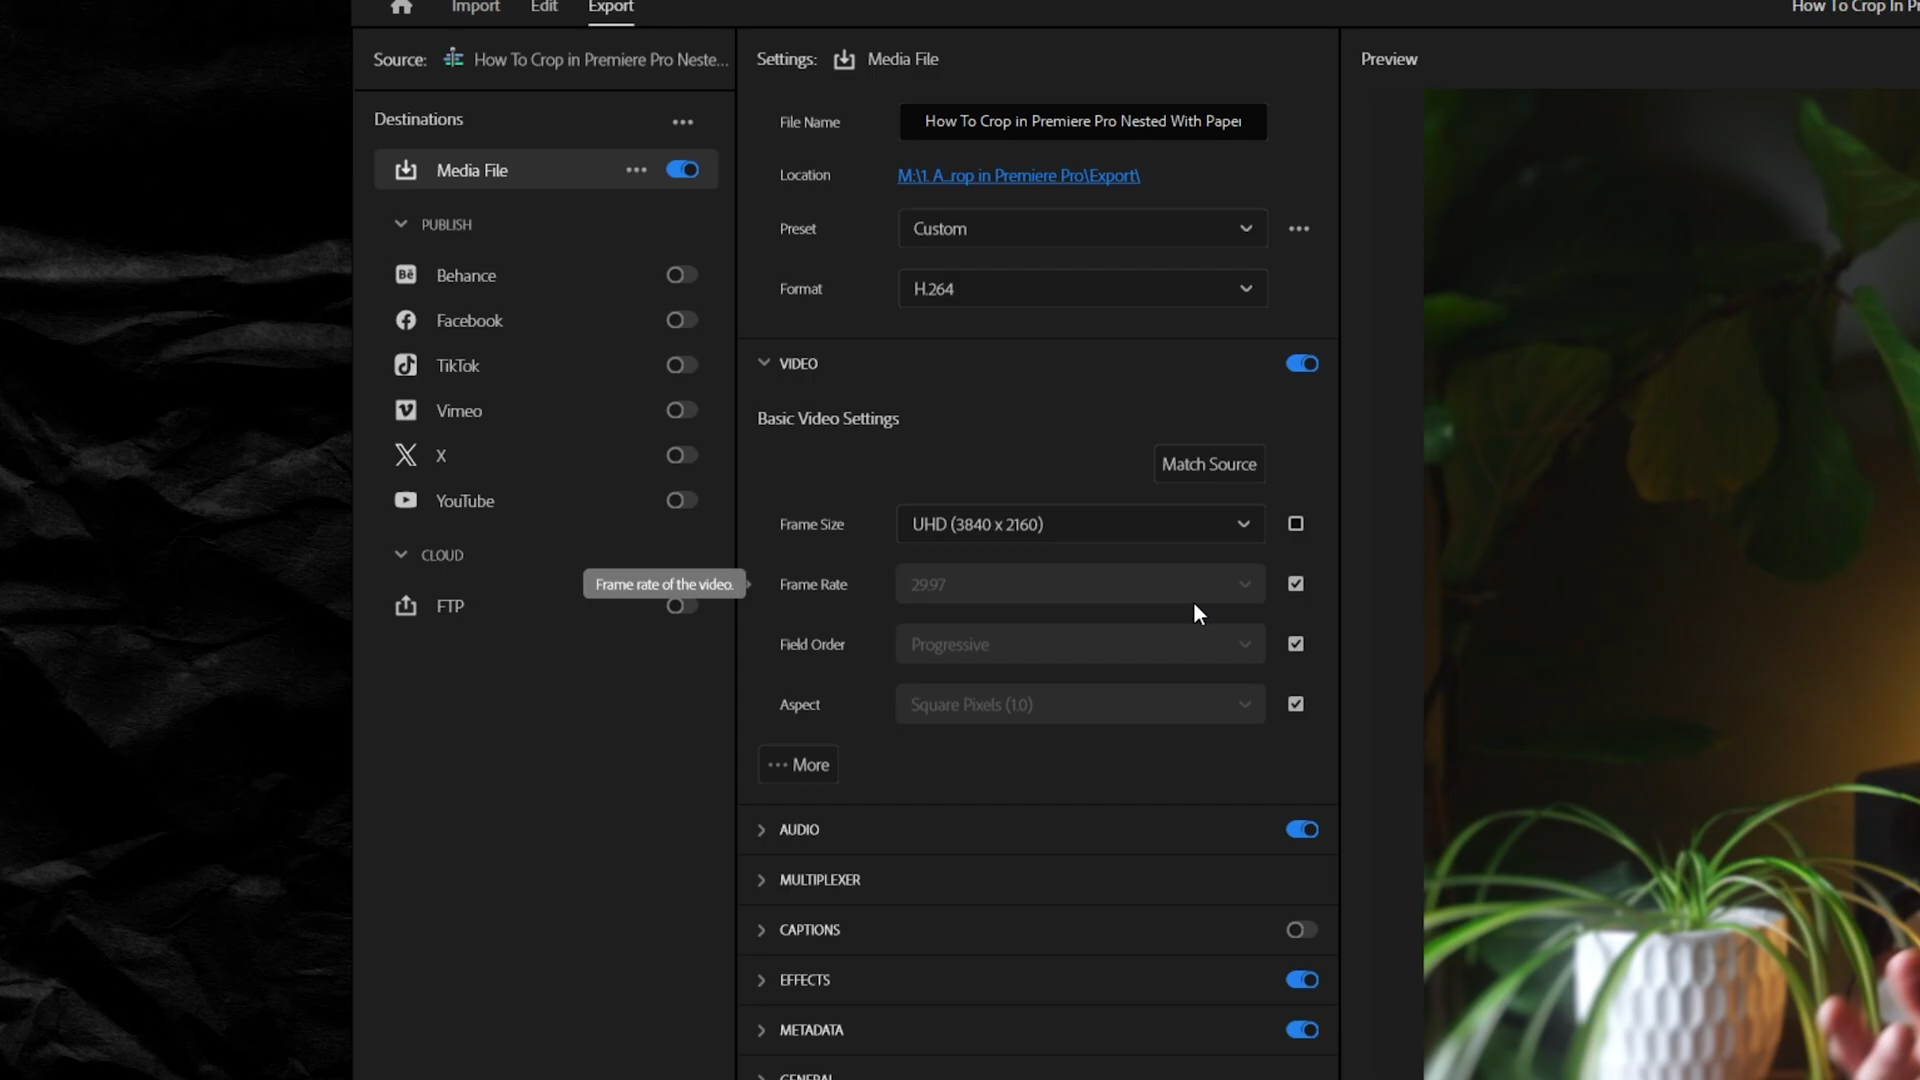 Import Edit Export
How To Crop In Pr
Source: How To Crop in Premiere Pro Neste...
Destinations
Media File
PUBLISH
Behance
Facebook
TikTok
Vimeo
X
YouTube
CLOUD
FTP
Frame rate of the video.
Settings: Media File
File Name How To Crop in Premiere Pro Nested With Paper
Location M:\1. A...rop in Premiere Pro\Export\
Preset Custom
Format H.264
VIDEO
Basic Video Settings
Match Source
Frame Size UHD (3840 x 2160)
Frame Rate 29.97
Field Order Progressive
Aspect Square Pixels (1.0)
··· More
AUDIO
MULTIPLEXER
CAPTIONS
EFFECTS
METADATA
GENERAL
Preview